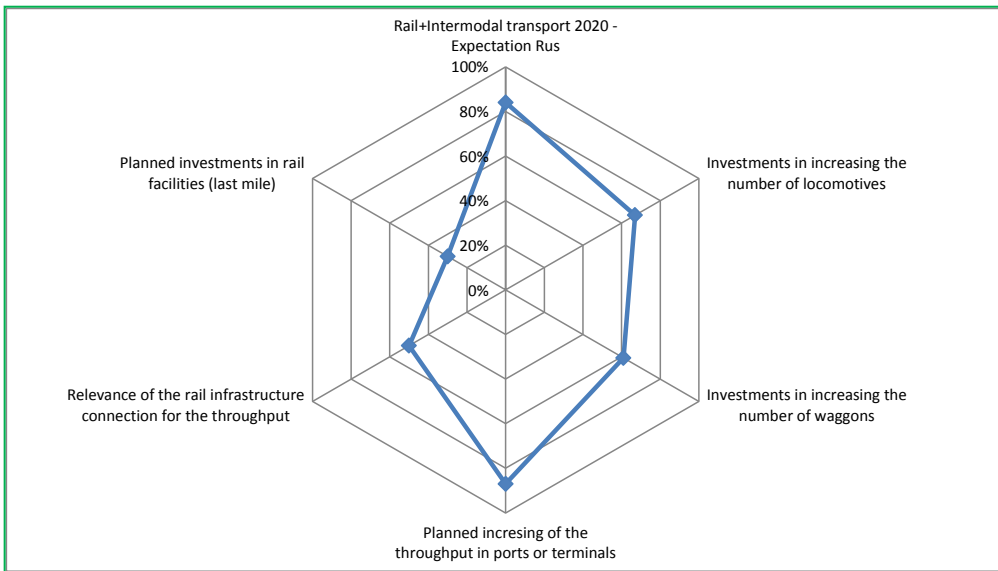 Rail+Intermodal transport 2020 -
Expectation Rus
100%
80%
60%
40%
20%
0%
Planned investments in rail
facilities (last mile)
Investments in increasing the
number of locomotives
Relevance of the rail infrastructure
connection for the throughput
Investments in increasing the
number of waggons
Planned incresing of the
throughput in ports or terminals